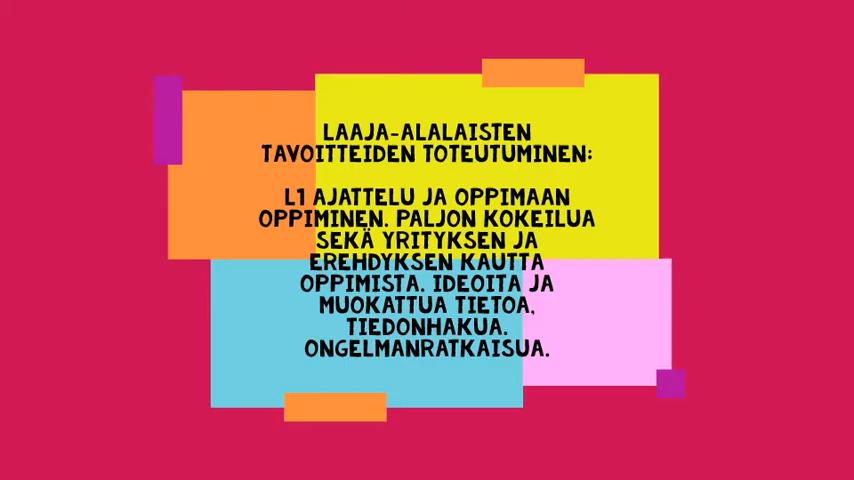 LAAJA-ALALAISTEN
TAVOITTEIDEN TOTEUTUMINEN:
L1 AJATTELU JA OPPIMAAN
OPPIMINEN. PALJON KOKEILUA
SEKÄ YRITYKSEN JA
EREHDYKSEN KAUTTA
OPPIMISTA. IDEOITA JA
MUOKATTUA TIETOA,
TIEDONHAKUA.
ONGELMANRATKAISUA.